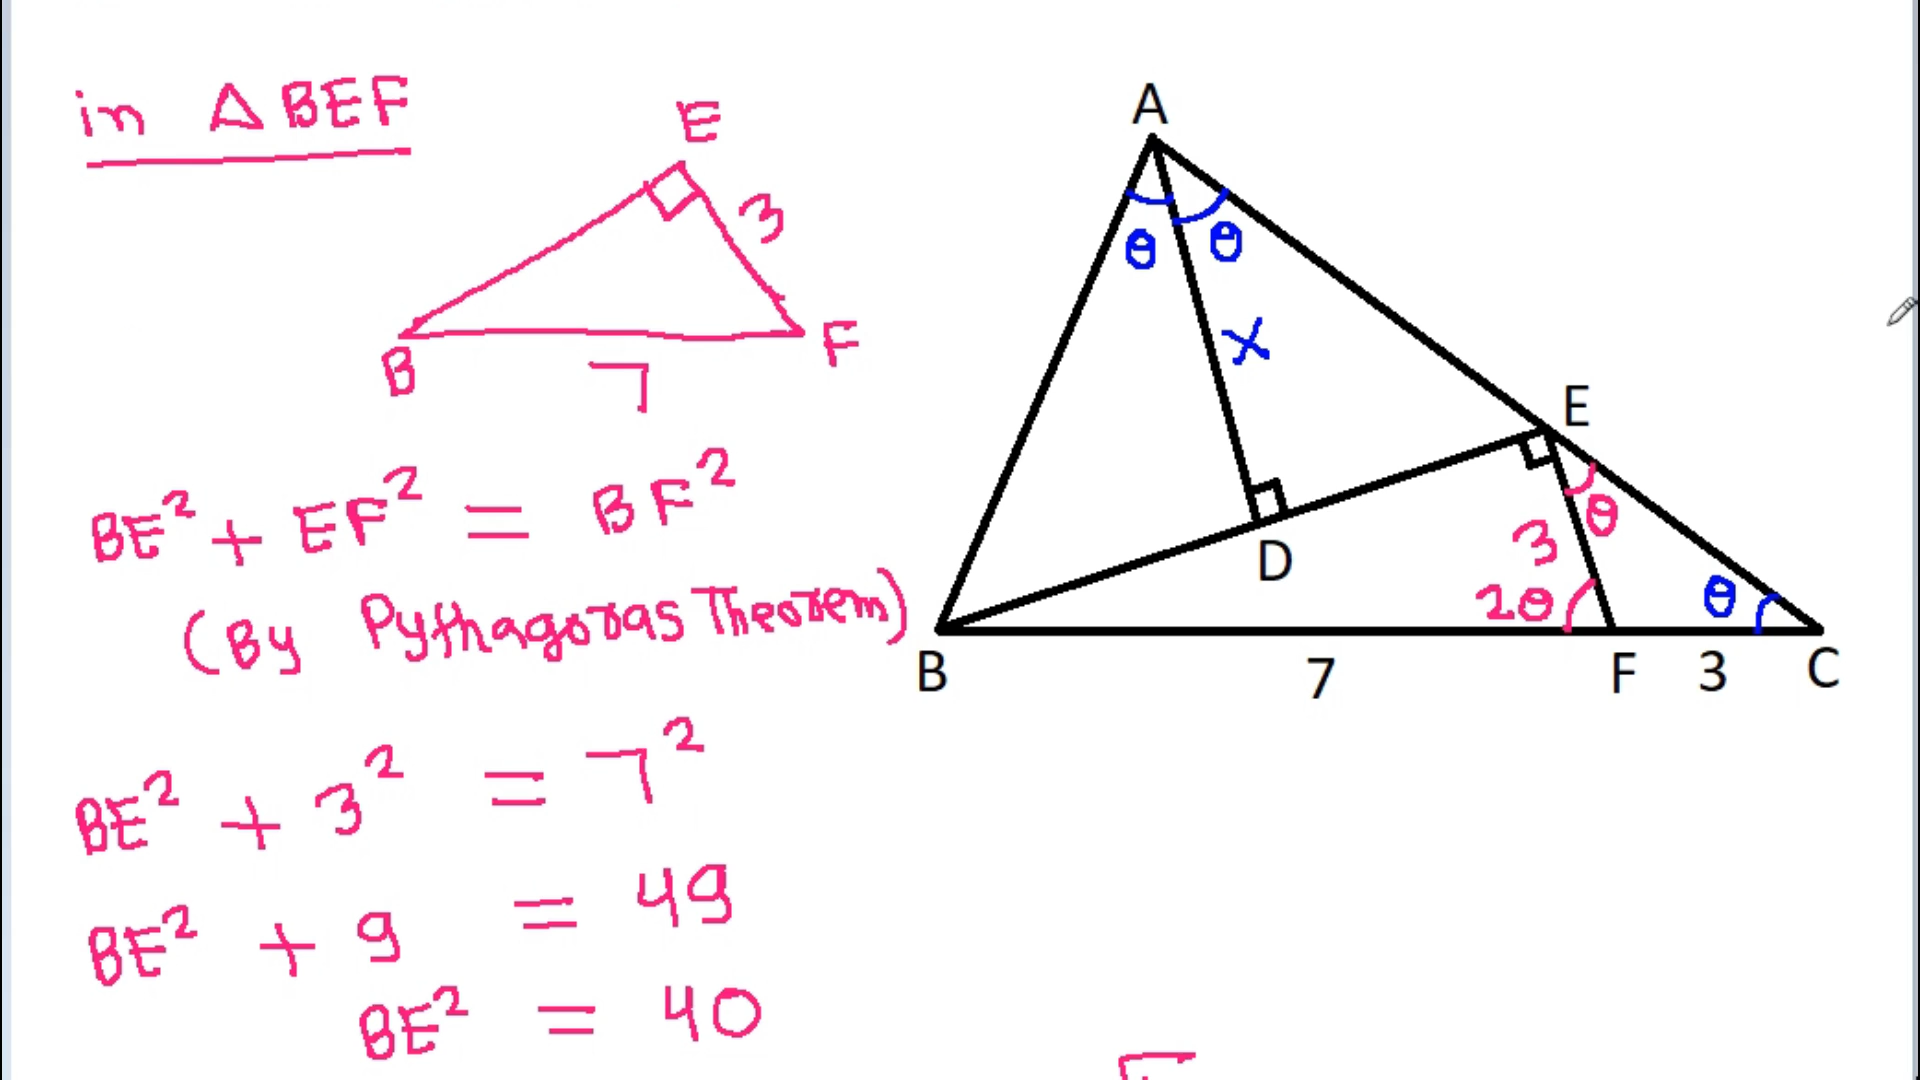 in △BEF
E
3
B
F
7
BE² + EF² = BF²
(By Pythagoras Theorem)
BE² + 3² = 7²
BE² + 9 = 49
BE² = 40
A
θ θ
x
E
D
3
θ
2θ
θ
B
7
F
3
C